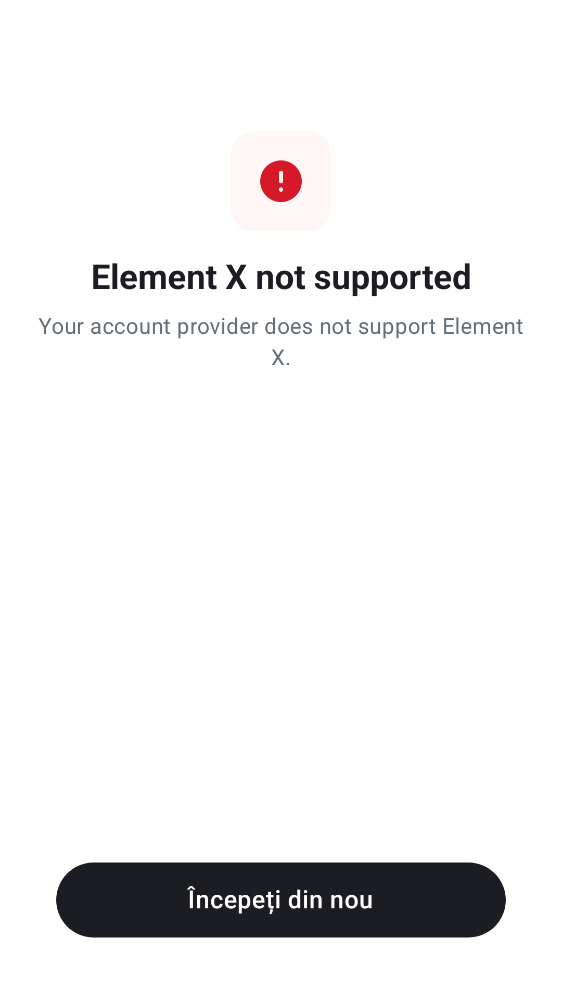 Element X not supported
Your account provider does not support Element
X.
Începeți din nou